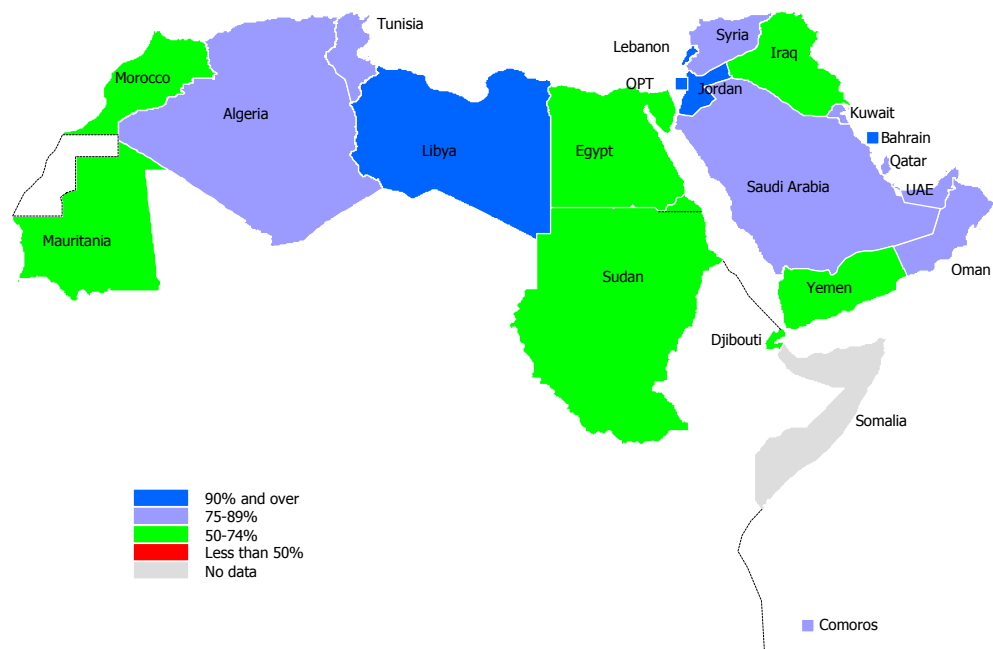 Tunisia
Syria
Lebanon
Iraq
Morocco
OPT
Jordan
Algeria
Kuwait
Bahrain
Libya
Egypt
Qatar
Saudi Arabia
UAE
Mauritania
Oman
Sudan
Yemen
Djibouti
Somalia
90% and over
75-89%
50-74%
Less than 50%
No data
Comoros